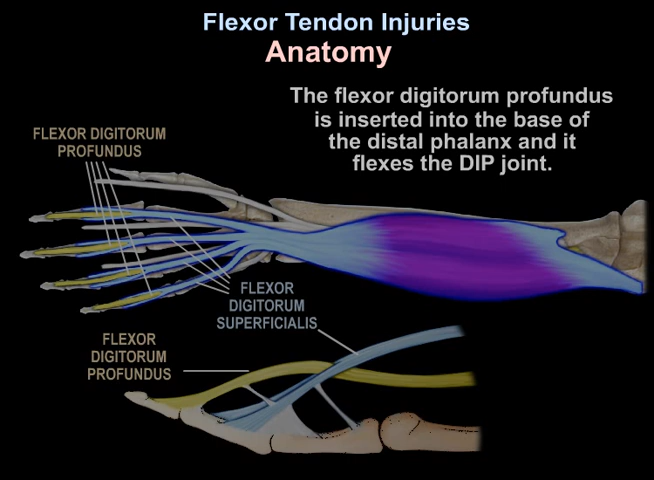 Flexor Tendon Injuries
Anatomy
The flexor digitorum profundus
is inserted into the base of
the distal phalanx and it
flexes the DIP joint.
FLEXOR DIGITORUM
PROFUNDUS
FLEXOR
DIGITORUM
SUPERFICIALIS
FLEXOR
DIGITORUM
PROFUNDUS